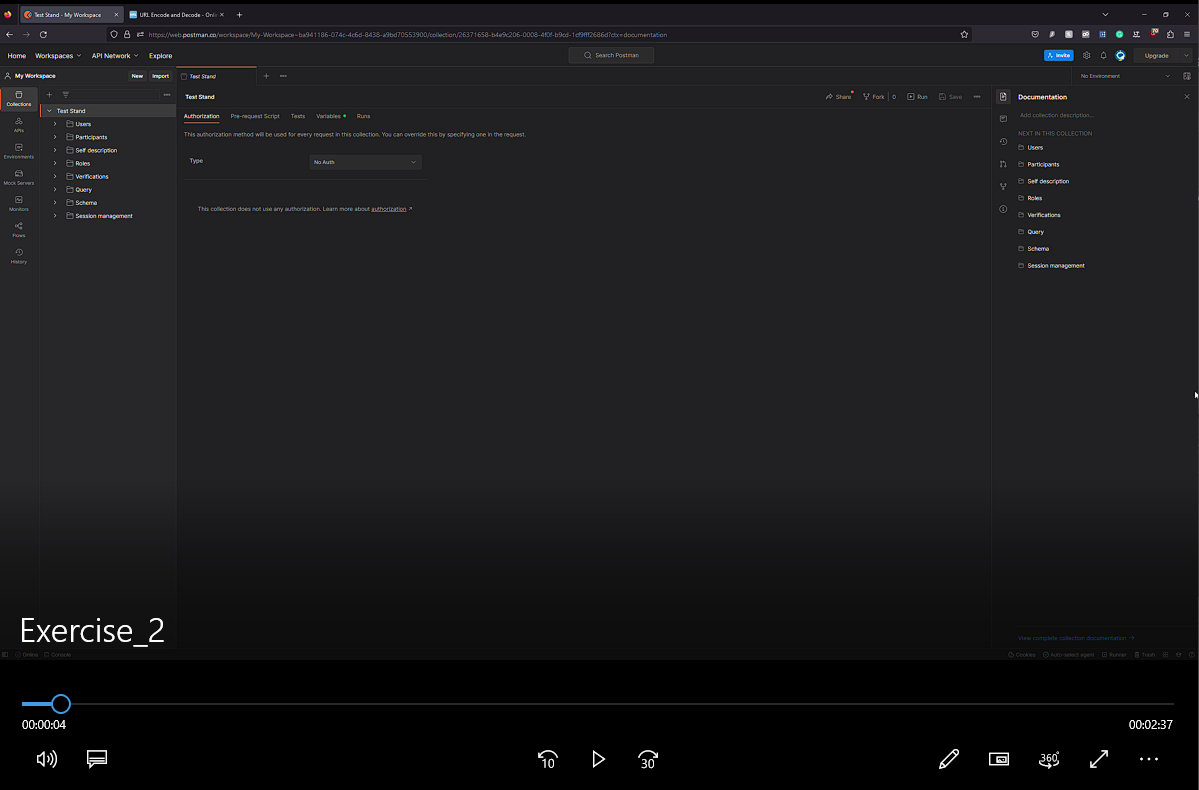 Test Stand - My Workspace
URL Encode and Decode - Onli
https://web.postman.co/workspace/My-Workspace~ba941186-074c-4c6d-8438-a9bd70553900/collection/26371658-b4e9c206-0008-4f0f-b9cd-1cf9fff2686d?ctx=documentation
70
Home Workspaces API Network Explore
Search Postman
Invite
Upgrade
My Workspace
New Import
Test Stand
No Environment
Collections
APIs
Environments
Mock Servers
Monitors
Flows
History
Test Stand
Users
Participants
Self description
Roles
Verifications
Query
Schema
Session management
Test Stand
Share Fork 0 Run Save
Authorization Pre-request Script Tests Variables Runs
This authorization method will be used for every request in this collection. You can override this by specifying one in the request.
Type
No Auth
This collection does not use any authorization. Learn more about authorization
Documentation
Add collection description...
NEXT IN THIS COLLECTION
Users
Participants
Self description
Roles
Verifications
Query
Schema
Session management
View complete collection documentation
Exercise_2
Online Console
Cookies Auto-select agent Runner Trash
00:00:04
00:02:37
10
30
360°